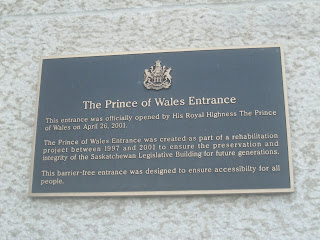 The Prince of Wales Entrance
This entrance was officially opened by His Royal Highness The Prince
of Wales on April 26, 2001.
The Prince of Wales Entrance was created as part of a rehabilitation
project between 1997 and 2001 to ensure the preservation and
integrity of the Saskatchewan Legislative Building for future generations.
This barrier-free entrance was designed to ensure accessibilty for all
people.